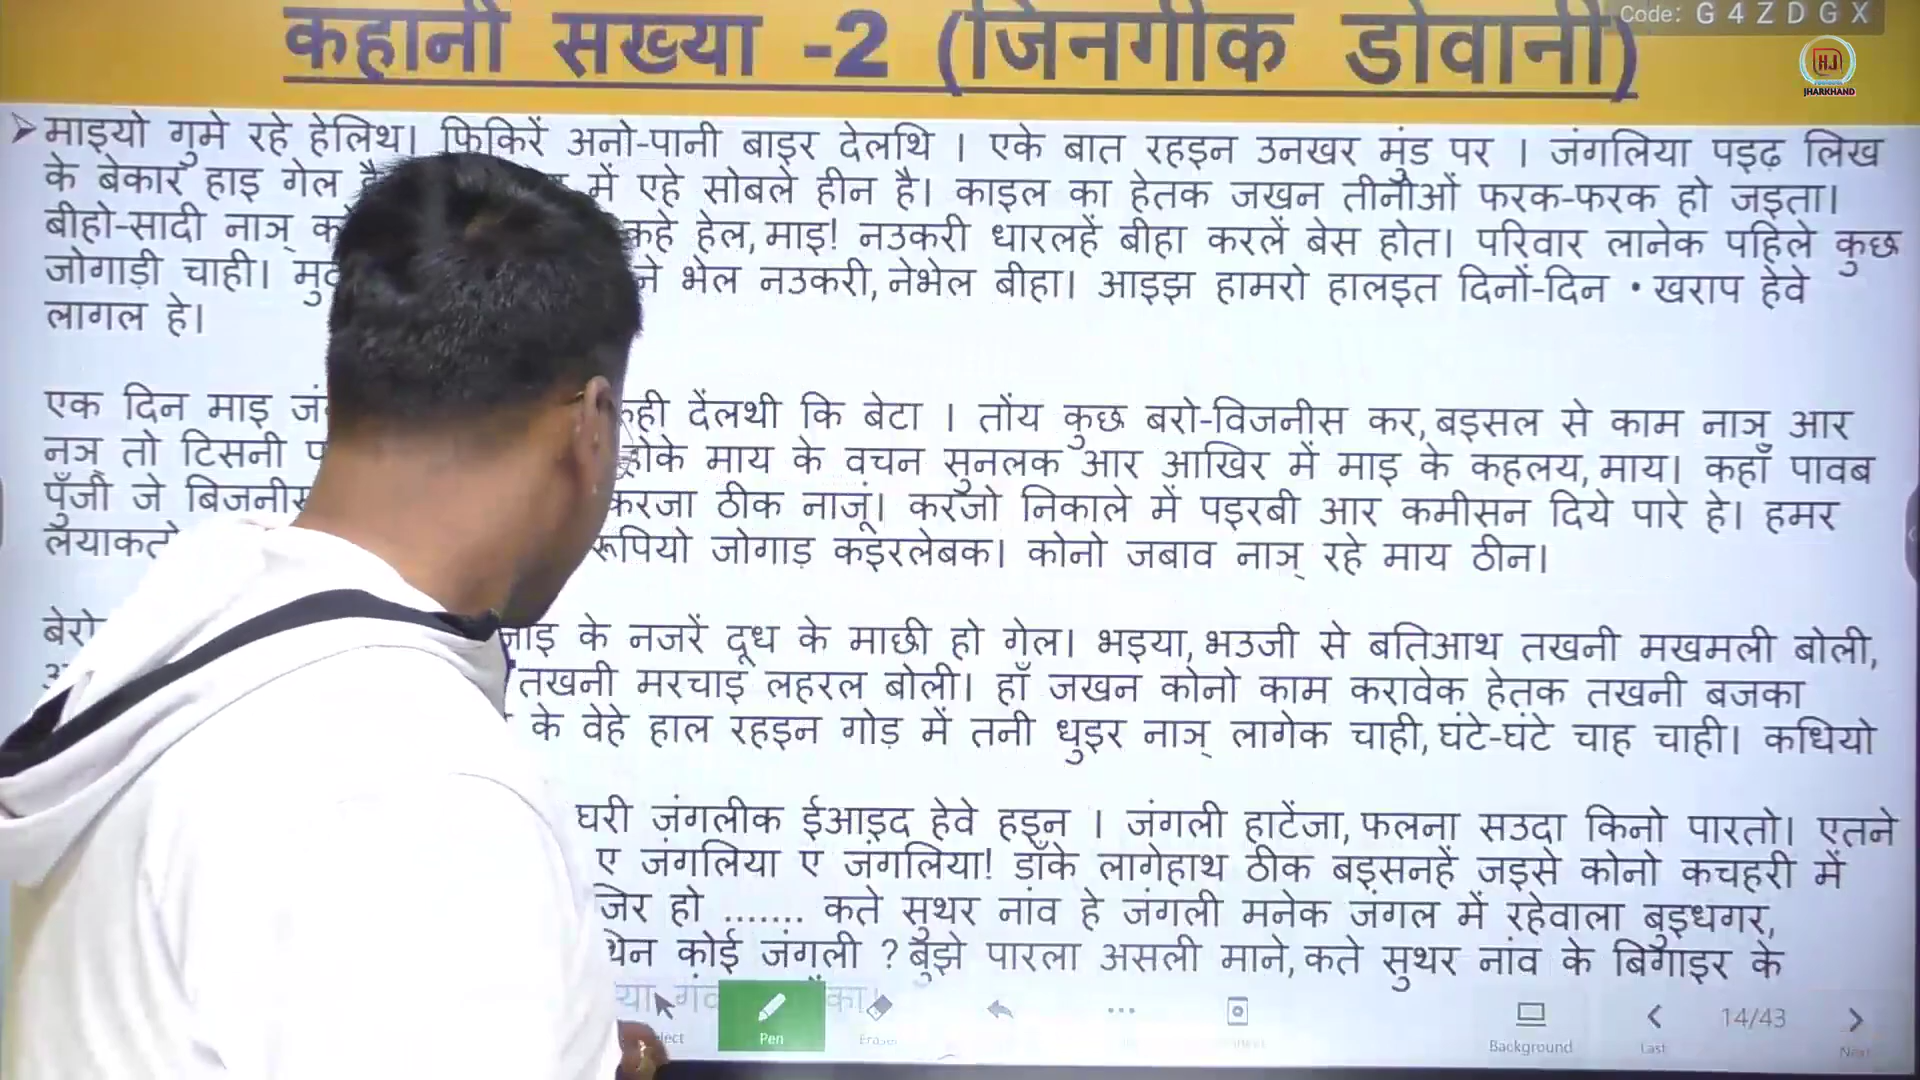 Code: G 4 Z D G X
कहानी सख्या -2 (जिनगीक डोवानी)
HJ
JHARKHAND
➤माइयो गुमे रहे हेलिथ। फिकिरें अनो-पानी बाइर देलथि । एके बात रहइन उनखर मुंड पर । जंगलिया पइढ़ लिख
के बेकार हाइ गेल में एहे सोबले हीन है। काइल का हेतक जखन तीनोओं फरक-फरक हो जइता।
बीहो-सादी नाञ् कहे हेल, माइ! नउकरी धारलहें बीहा करलें बेस होत। परिवार लानेक पहिले कुछ
जोगाड़ी चाही। ने भेल नउकरी, नेभेल बीहा। आइझ हामरो हालइत दिनों-दिन • खराप हेवे
लागल हे।
एक दिन माइ कही दैलथी कि बेटा । तोंय कुछ बरो-विजनीस कर, बइसल से काम नाञ् आर
नञ् तो टिसनी होके माय के वचन सुनलक आर आखिर में माइ के कहलय, माय। कहाँ पावब
पुँजी जे बिजनीस करजा ठीक नाजूं। करजो निकाले में पइरबी आर कमीसन दिये पारे हे। हमर
लयाकतो रूपियो जोगाड़ कइरलेबक। कोनो जबाव नाञ् रहे माय ठीन।
के नजरें दूध के माछी हो गेल। भइया, भउजी से बतिआथ तखनी मखमली बोली,
तखनी मरचाइ लहरल बोली। हाँ जखन कोनो काम करावेक हेतक तखनी बजका
के वेहे हाल रहइन गोड़ में तनी धुइर नाञ् लागेक चाही, घंटे-घंटे चाह चाही। कधियो
घरी जंगलीक ईआइद हेवे हइन । जंगली हाटेंजा, फलना सउदा किनो पारतो। एतने
ए जंगलिया ए जंगलिया! डाँके लागेहाथ ठीक बइसनहें जइसे कोनो कचहरी में
हो ....... कते सुथर नांव हे जंगली मनेक जंगल में रहेवाला बुइधगर,
कोई जंगली ? बुझे पारला असली माने, कते सुथर नांव के बिगाइर के
Pen
Background
Last
14/43
Next